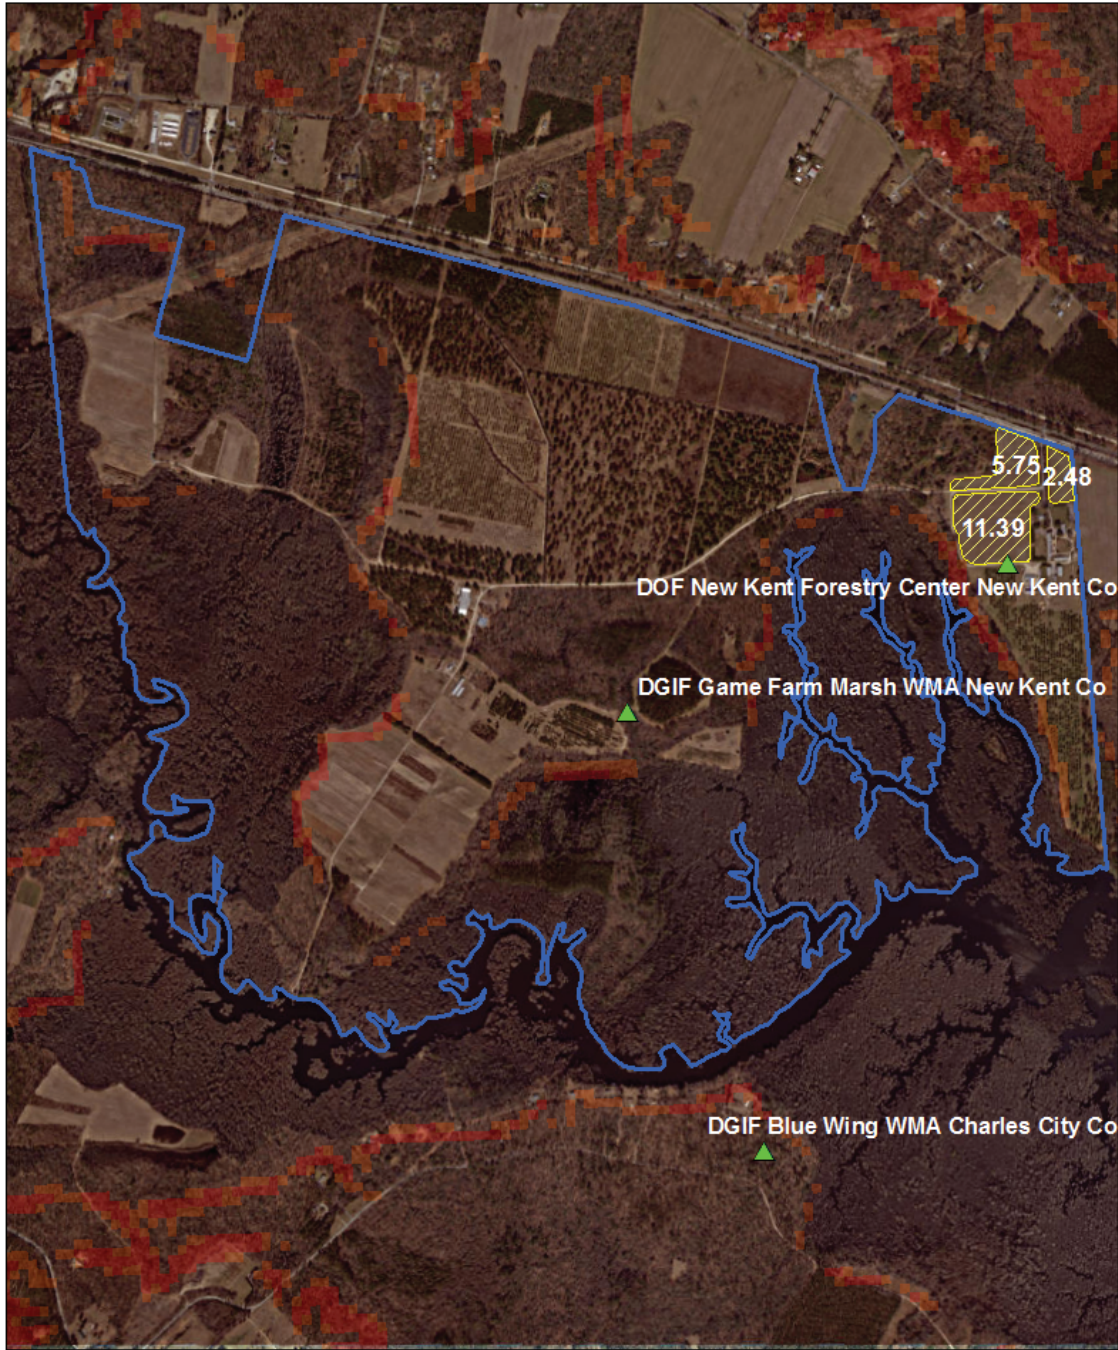 5.75
2.48
11.39
DOF New Kent Forestry Center New Kent Co
DGIF Game Farm Marsh WMA New Kent Co
DGIF Blue Wing WMA Charles City Co